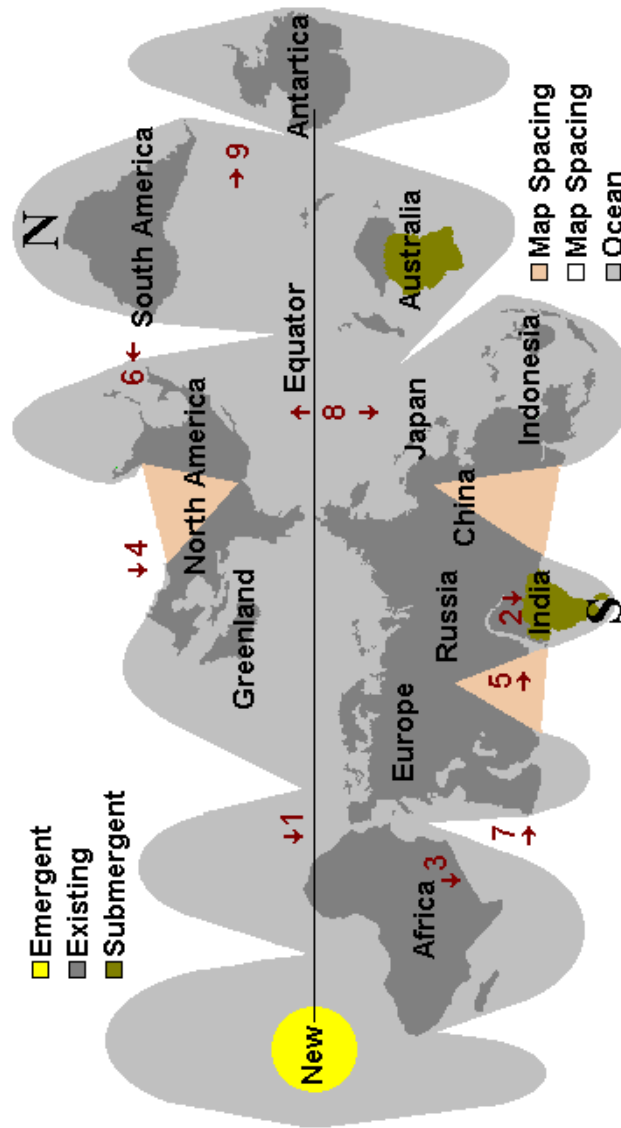 Emergent
Existing
Submergent
N
South America
6
North America
4
Greenland
9
Antartica
Equator
1
New
8
Australia
Japan
Indonesia
China
Russia
2
India
S
5
Europe
7
3
Africa
Map Spacing
Map Spacing
Ocean